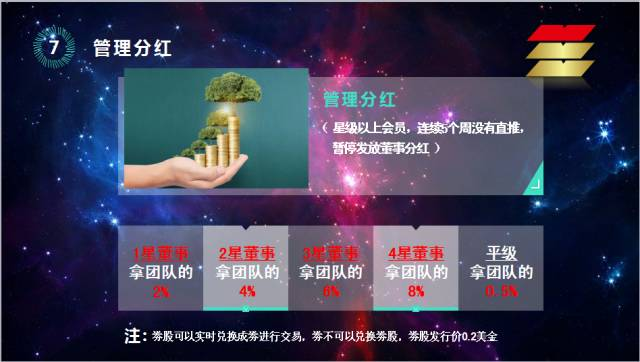 7
管理分红
管理分红
（ 星级以上会员，连续5个周没有直推，
暂停发放董事分红 ）
1星董事
拿团队的
2%
2星董事
拿团队的
4%
3星董事
拿团队的
6%
4星董事
拿团队的
8%
平级
拿团队的
0.5%
注：券股可以实时兑换成券进行交易，券不可以兑换券股，券股发行价0.2美金